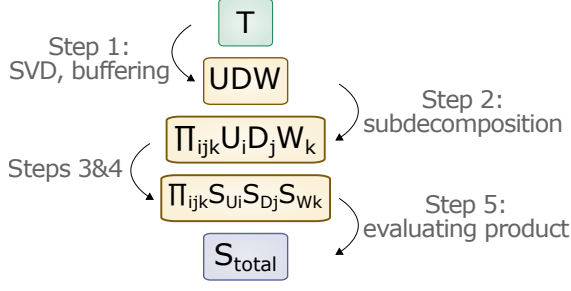 T
Step 1:
SVD, buffering
UDW
Step 2:
subdecomposition
∏ijkUiDjWk
Steps 3&4
∏ijkSUiSDjSWk
Step 5:
evaluating product
Stotal